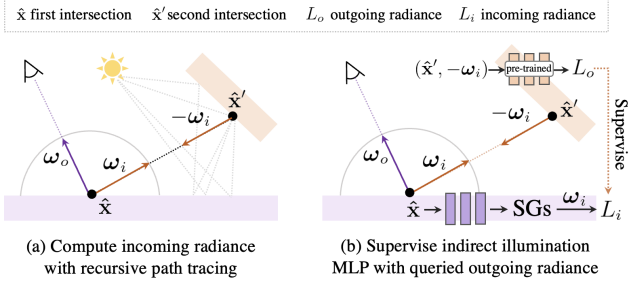 x̂ first intersection x̂′ second intersection L_o outgoing radiance L_i incoming radiance
(x̂′, −ω_i) pre-trained L_o
x̂′
−ω_i
ω_o
ω_i
x̂
x̂′
−ω_i
Supervise
ω_o
ω_i
x̂ SGs ω_i L_i
(a) Compute incoming radiance
with recursive path tracing
(b) Supervise indirect illumination
MLP with queried outgoing radiance